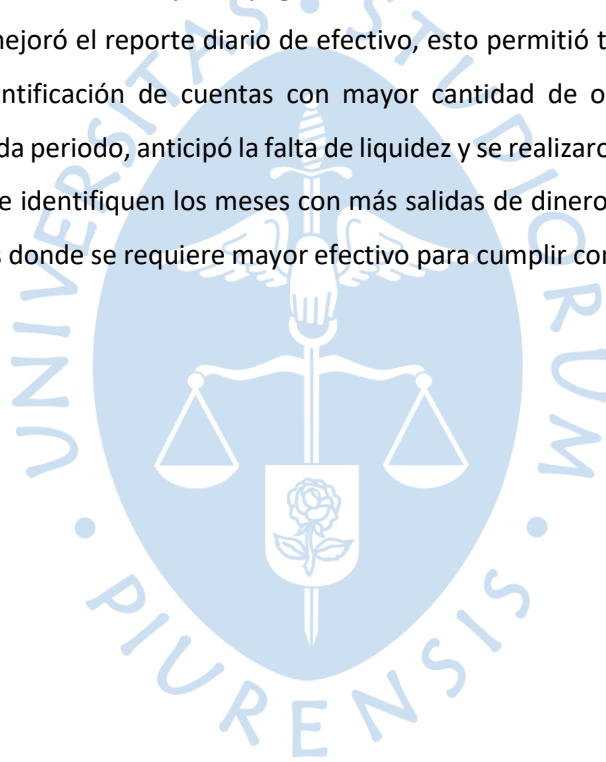 mejoró el reporte diario de efectivo, esto permitió t
ntificación de cuentas con mayor cantidad de o
da periodo, anticipó la falta de liquidez y se realizaro
e identifiquen los meses con más salidas de dinero
s donde se requiere mayor efectivo para cumplir con
UNIVERSITAS • STUDIORUM • PIURENSIS •